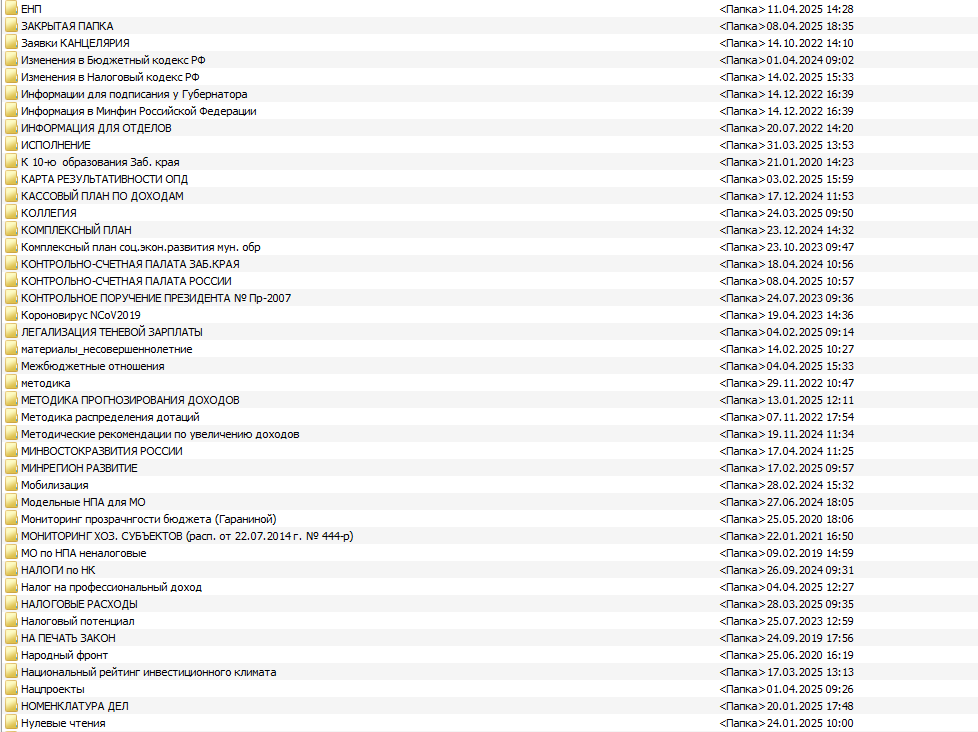 ЕНП <Папка> 11.04.2025 14:28
ЗАКРЫТАЯ ПАПКА <Папка> 08.04.2025 18:35
Заявки КАНЦЕЛЯРИЯ <Папка> 14.10.2022 14:10
Изменения в Бюджетный кодекс РФ <Папка> 01.04.2024 09:02
Изменения в Налоговый кодекс РФ <Папка> 14.02.2025 15:33
Информации для подписания у Губернатора <Папка> 14.12.2022 16:39
Информация в Минфин Российской Федерации <Папка> 14.12.2022 16:39
ИНФОРМАЦИЯ ДЛЯ ОТДЕЛОВ <Папка> 20.07.2022 14:20
ИСПОЛНЕНИЕ <Папка> 31.03.2025 13:53
К 10-ю  образования Заб. края <Папка> 21.01.2020 14:23
КАРТА РЕЗУЛЬТАТИВНОСТИ ОПД <Папка> 03.02.2025 15:59
КАССОВЫЙ ПЛАН ПО ДОХОДАМ <Папка> 17.12.2024 11:53
КОЛЛЕГИЯ <Папка> 24.03.2025 09:50
КОМПЛЕКСНЫЙ ПЛАН <Папка> 23.12.2024 14:32
Комплексный план соц.экон.развития мун. обр <Папка> 23.10.2023 09:47
КОНТРОЛЬНО-СЧЕТНАЯ ПАЛАТА ЗАБ.КРАЯ <Папка> 18.04.2024 10:56
КОНТРОЛЬНО-СЧЕТНАЯ ПАЛАТА РОССИИ <Папка> 08.04.2025 10:57
КОНТРОЛЬНОЕ ПОРУЧЕНИЕ ПРЕЗИДЕНТА № Пр-2007 <Папка> 24.07.2023 09:36
Короновирус NCoV2019 <Папка> 19.04.2023 14:36
ЛЕГАЛИЗАЦИЯ ТЕНЕВОЙ ЗАРПЛАТЫ <Папка> 04.02.2025 09:14
материалы_несовершеннолетние <Папка> 14.02.2025 10:27
Межбюджетные отношения <Папка> 04.04.2025 15:33
методика <Папка> 29.11.2022 10:47
МЕТОДИКА ПРОГНОЗИРОВАНИЯ ДОХОДОВ <Папка> 13.01.2025 12:11
Методика распределения дотаций <Папка> 07.11.2022 17:54
Методические рекомендации по увеличению доходов <Папка> 19.11.2024 11:34
МИНВОСТОКРАЗВИТИЯ РОССИИ <Папка> 17.04.2024 11:25
МИНРЕГИОН РАЗВИТИЕ <Папка> 17.02.2025 09:57
Мобилизация <Папка> 28.02.2024 15:32
Модельные НПА для МО <Папка> 27.06.2024 18:05
Мониторинг прозрачнгости бюджета (Гараниной) <Папка> 25.05.2020 18:06
МОНИТОРИНГ ХОЗ. СУБЪЕКТОВ (расп. от 22.07.2014 г. № 444-р) <Папка> 22.01.2021 16:50
МО по НПА неналоговые <Папка> 09.02.2019 14:59
НАЛОГИ по НК <Папка> 26.09.2024 09:31
Налог на профессиональный доход <Папка> 04.04.2025 12:27
НАЛОГОВЫЕ РАСХОДЫ <Папка> 28.03.2025 09:35
Налоговый потенциал <Папка> 25.07.2023 12:59
НА ПЕЧАТЬ ЗАКОН <Папка> 24.09.2019 17:56
Народный фронт <Папка> 25.06.2020 16:19
Национальный рейтинг инвестиционного климата <Папка> 17.03.2025 13:13
Нацпроекты <Папка> 01.04.2025 09:26
НОМЕНКЛАТУРА ДЕЛ <Папка> 20.01.2025 17:48
Нулевые чтения <Папка> 24.01.2025 10:00